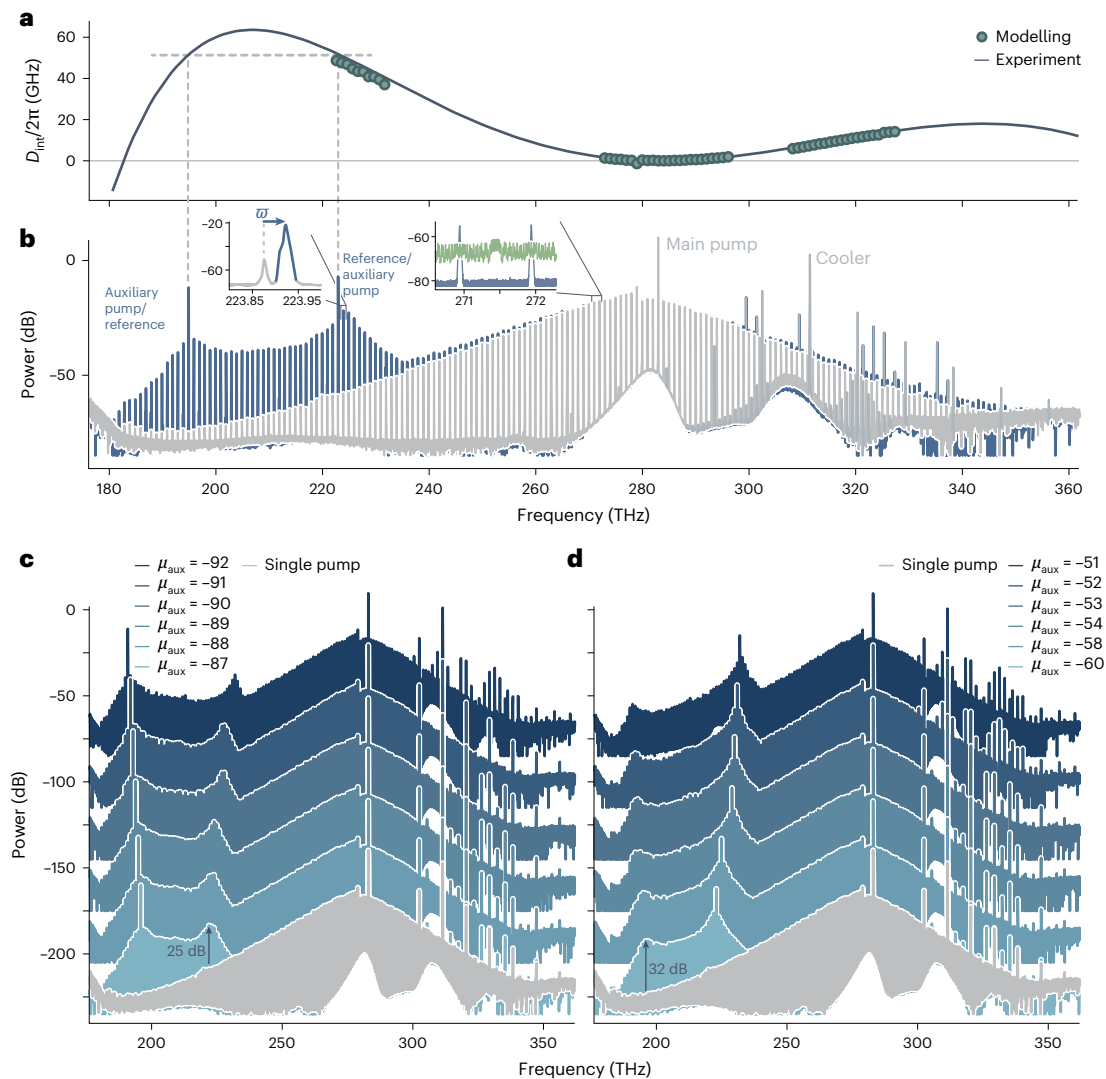 a
60
40
20
0
D_int/2π (GHz)
Modelling
Experiment
b
0
−50
Power (dB)
ϖ
−20
−60
223.85
223.95
Auxiliary
pump/
reference
Reference/
auxiliary
pump
−60
−80
271
272
Main pump
Cooler
180
200
220
240
260
280
300
320
340
360
Frequency (THz)
c
μ_aux = −92
Single pump
μ_aux = −91
μ_aux = −90
μ_aux = −89
μ_aux = −88
μ_aux = −87
0
−50
−100
−150
−200
Power (dB)
25 dB
200
250
300
350
d
Single pump
μ_aux = −51
μ_aux = −52
μ_aux = −53
μ_aux = −54
μ_aux = −58
μ_aux = −60
32 dB
200
250
300
350
Frequency (THz)